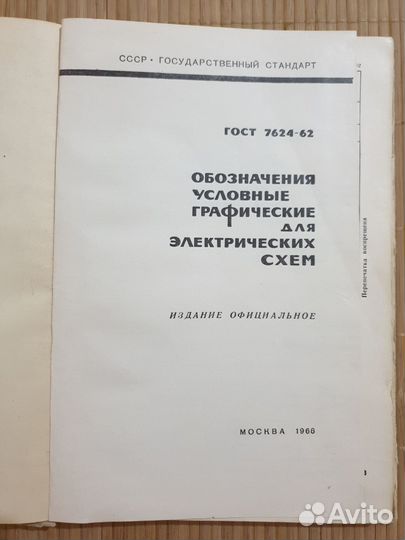 СССР • ГОСУДАРСТВЕННЫЙ СТАНДАРТ
ГОСТ 7624-62
ОБОЗНАЧЕНИЯ
УСЛОВНЫЕ
ГРАФИЧЕСКИЕ
ДЛЯ
ЭЛЕКТРИЧЕСКИХ
СХЕМ
ИЗДАНИЕ ОФИЦИАЛЬНОЕ
МОСКВА 1966
Перепечатка воспрещена
Avito